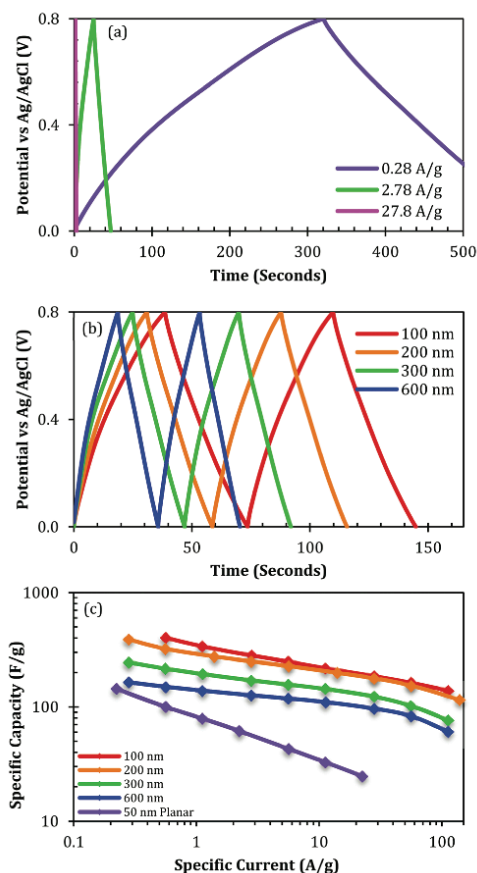 (a)
Potential vs Ag/AgCl (V)
0.8
0.4
0.0
0.28 A/g
2.78 A/g
27.8 A/g
0 100 200 300 400 500
Time (Seconds)
(b)
Potential vs Ag/AgCl (V)
0.8
0.4
0.0
100 nm
200 nm
300 nm
600 nm
0 50 100 150
Time (Seconds)
(c)
Specific Capacity (F/g)
1000
100
10
100 nm
200 nm
300 nm
600 nm
50 nm Planar
0.1 1 10 100
Specific Current (A/g)